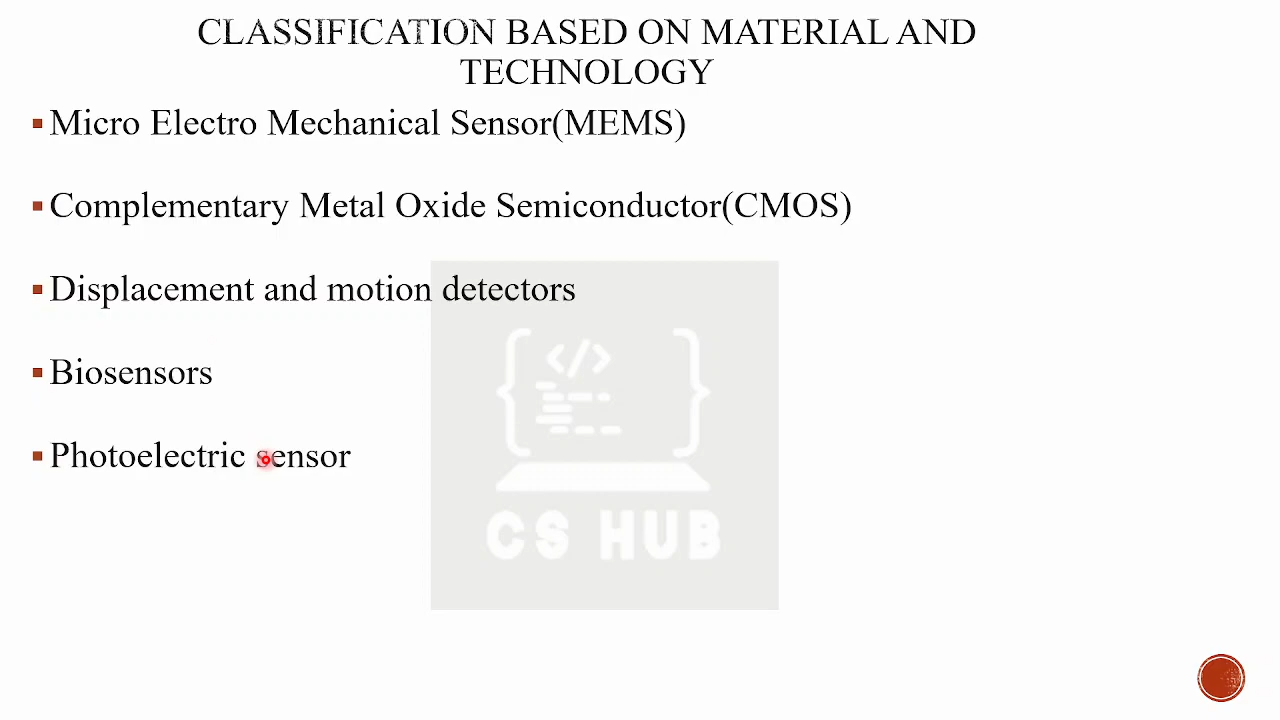 CLASSIFICATION BASED ON MATERIAL AND
TECHNOLOGY
Micro Electro Mechanical Sensor(MEMS)
Complementary Metal Oxide Semiconductor(CMOS)
Displacement and motion detectors
Biosensors
Photoelectric sensor
{</>}
CS HUB